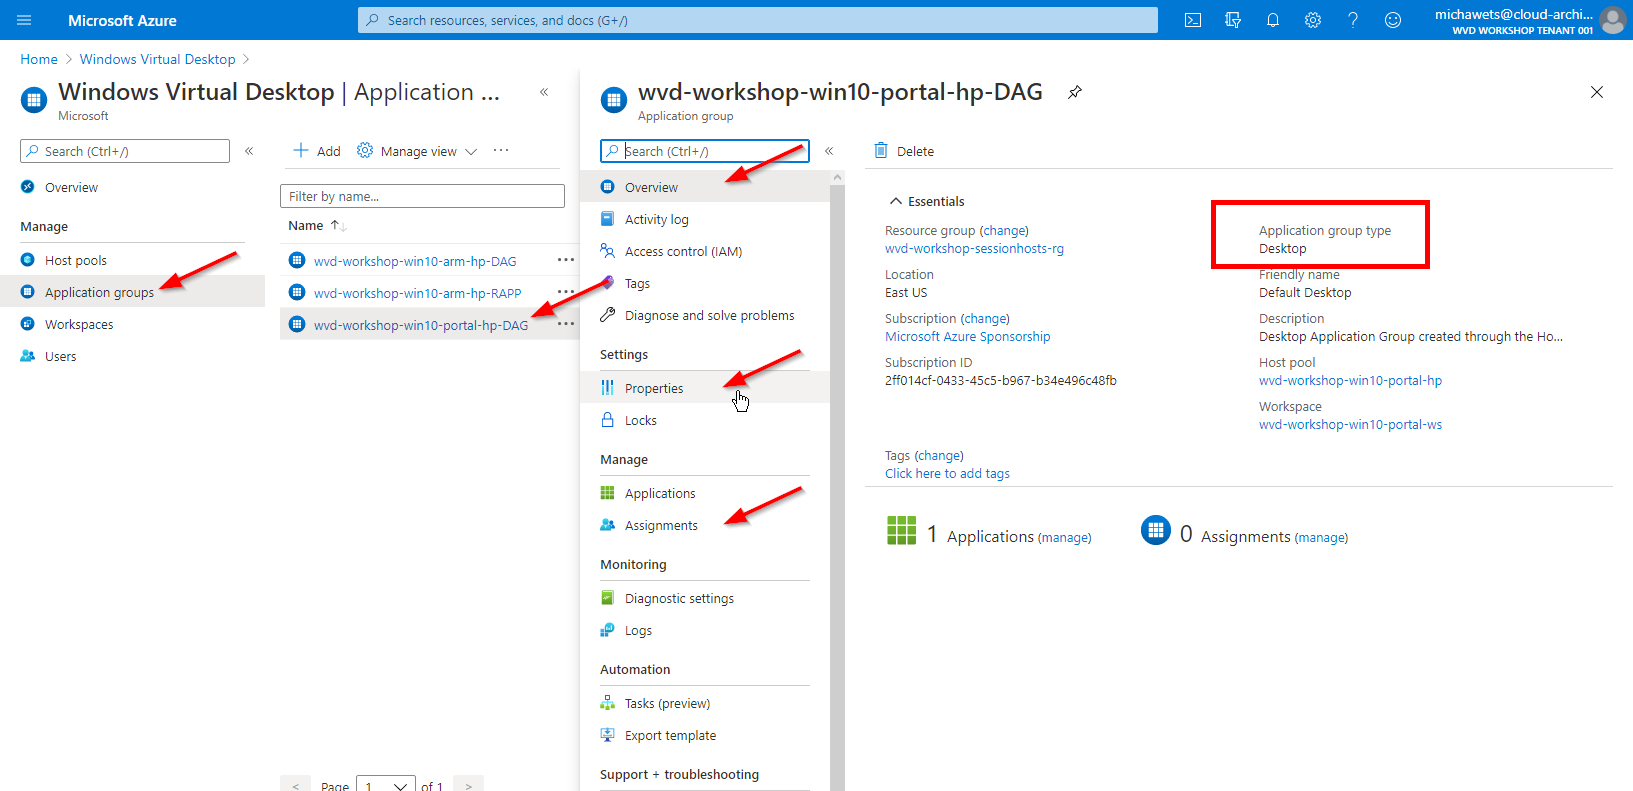 Microsoft Azure
Search resources, services, and docs (G+/)
michawets@cloud-archi...
WVD WORKSHOP TENANT 001
Home > Windows Virtual Desktop >
Windows Virtual Desktop | Application ...
Microsoft
Search (Ctrl+/)
Overview
Manage
Host pools
Application groups
Workspaces
Users
Add
Manage view
Filter by name...
Name
wvd-workshop-win10-arm-hp-DAG
wvd-workshop-win10-arm-hp-RAPP
wvd-workshop-win10-portal-hp-DAG
< Page 1 of 1 >
wvd-workshop-win10-portal-hp-DAG
Application group
Search (Ctrl+/)
Overview
Activity log
Access control (IAM)
Tags
Diagnose and solve problems
Settings
Properties
Locks
Manage
Applications
Assignments
Monitoring
Diagnostic settings
Logs
Automation
Tasks (preview)
Export template
Support + troubleshooting
Delete
Essentials
Resource group (change)
wvd-workshop-sessionhosts-rg
Location
East US
Subscription (change)
Microsoft Azure Sponsorship
Subscription ID
2ff014cf-0433-45c5-b967-b34e496c48fb
Application group type
Desktop
Friendly name
Default Desktop
Description
Desktop Application Group created through the Ho...
Host pool
wvd-workshop-win10-portal-hp
Workspace
wvd-workshop-win10-portal-ws
Tags (change)
Click here to add tags
1 Applications (manage)
0 Assignments (manage)